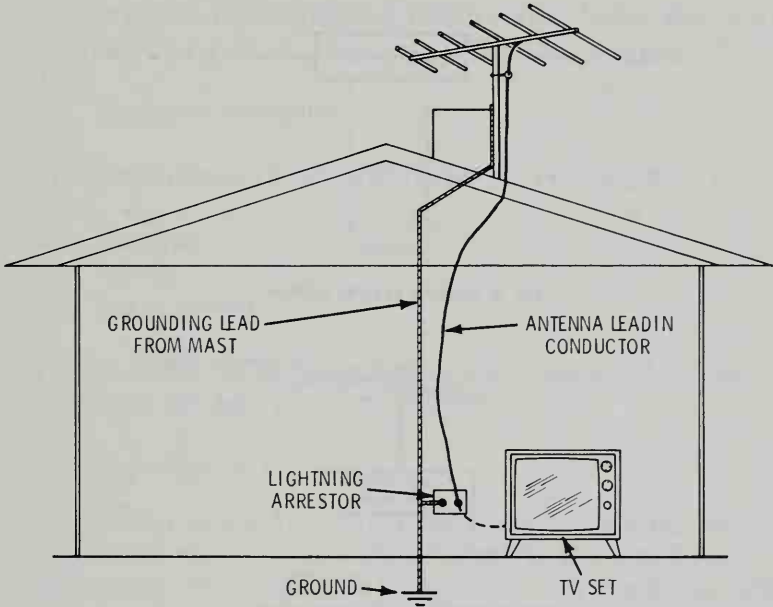 GROUNDING LEAD
FROM MAST
ANTENNA LEADIN
CONDUCTOR
LIGHTNING
ARRESTOR
GROUND
TV SET